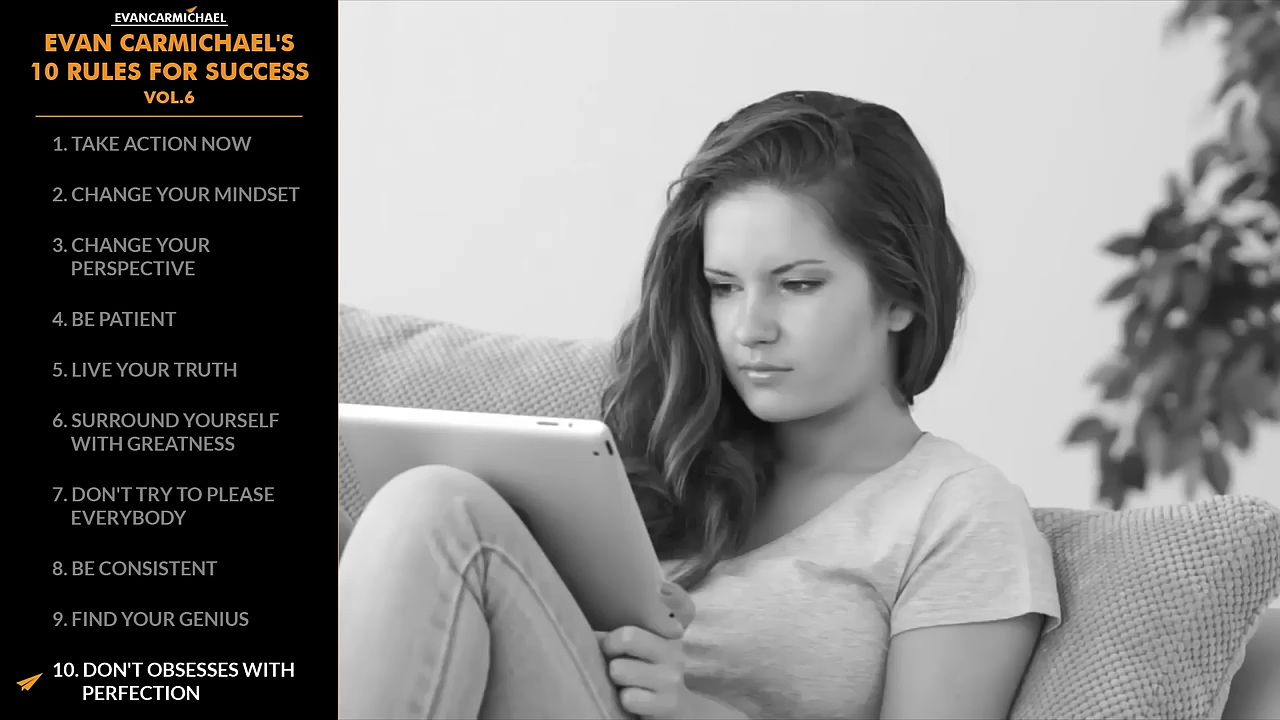 EVANCARMICHAEL
EVAN CARMICHAEL'S
10 RULES FOR SUCCESS
VOL.6
1. TAKE ACTION NOW
2. CHANGE YOUR MINDSET
3. CHANGE YOUR
PERSPECTIVE
4. BE PATIENT
5. LIVE YOUR TRUTH
6. SURROUND YOURSELF
WITH GREATNESS
7. DON'T TRY TO PLEASE
EVERYBODY
8. BE CONSISTENT
9. FIND YOUR GENIUS
10. DON'T OBSESSES WITH
PERFECTION